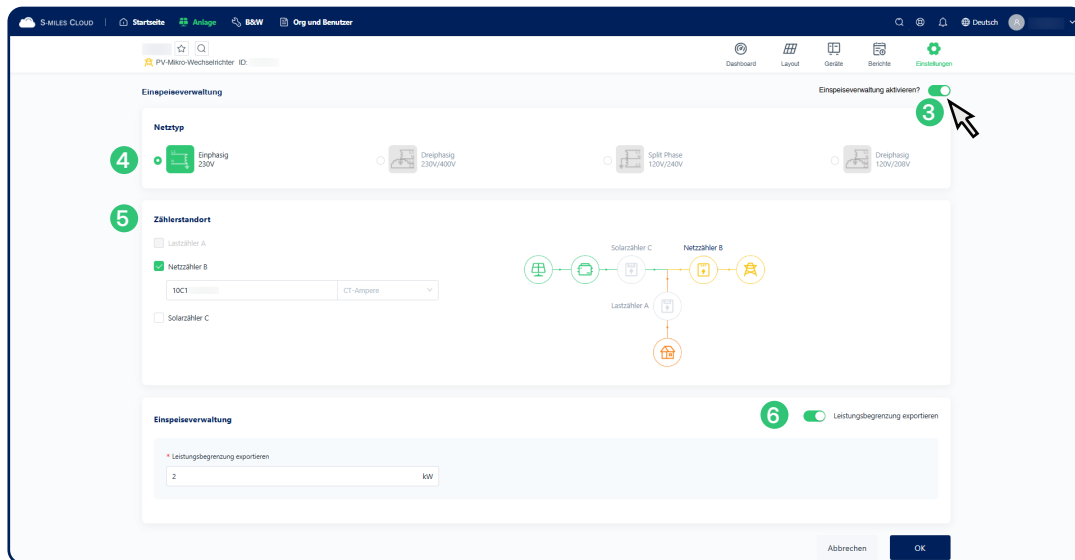 S-MILES CLOUD | Startseite Anlage B&W Org und Benutzer Deutsch
PV-Mikro-Wechselrichter ID:
Dashboard Layout Geräte Berichte Einstellungen
Einspeiseverwaltung
Einspeiseverwaltung aktivieren?
3
Netztyp
4
Einphasig
230V
Dreiphasig
230V/400V
Split Phase
120V/240V
Dreiphasig
120V/208V
5
Zählerstandort
Lastzähler A
Netzzähler B
10C1
CT-Ampere
Solarzähler C
Solarzähler C
Netzzähler B
Lastzähler A
Einspeiseverwaltung
6
Leistungsbegrenzung exportieren
* Leistungsbegrenzung exportieren
2 kW
Abbrechen OK